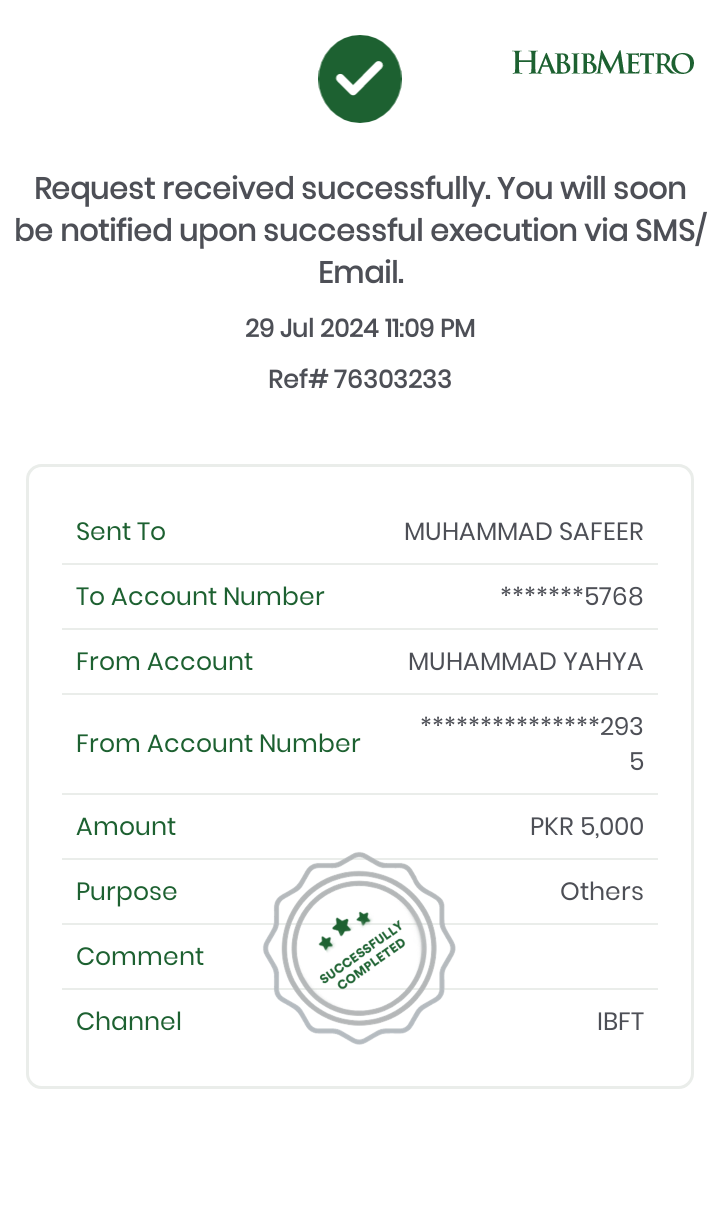 HABIBMETRO
Request received successfully. You will soon
be notified upon successful execution via SMS/
Email.
29 Jul 2024 11:09 PM
Ref# 76303233
Sent To MUHAMMAD SAFEER
To Account Number *******5768
From Account MUHAMMAD YAHYA
From Account Number ***************293
5
Amount PKR 5,000
Purpose Others
Comment
Channel IBFT
SUCCESSFULLY
COMPLETED